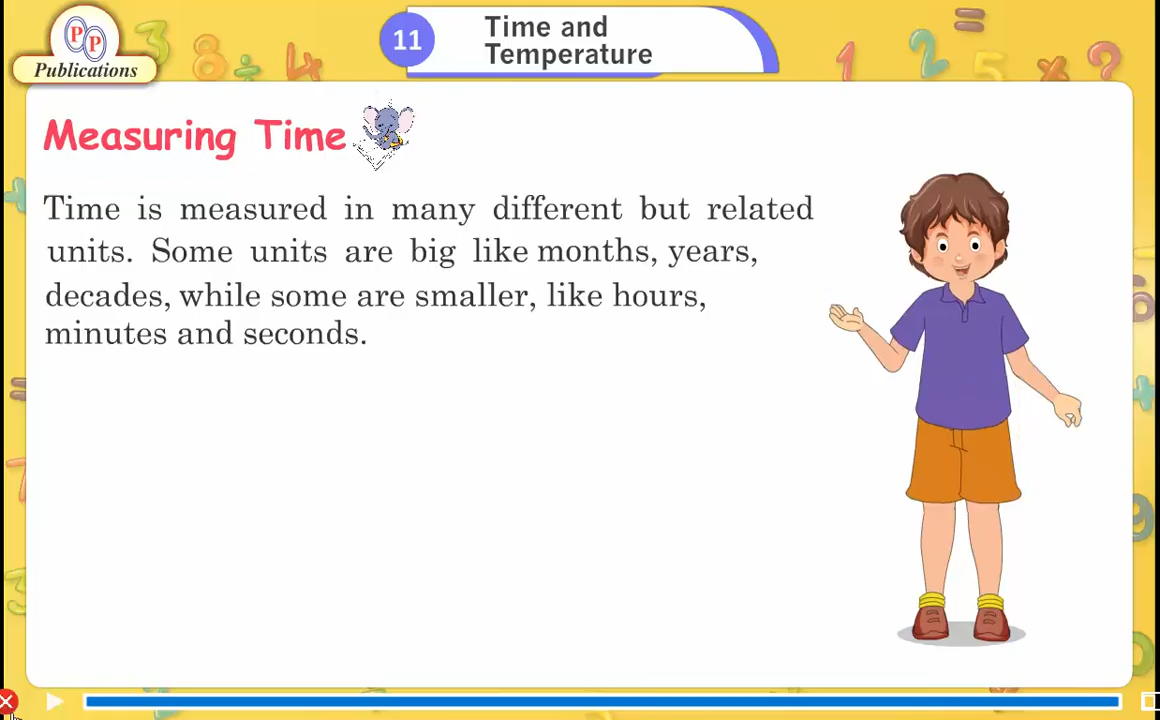 PP
Publications
11
Time and
Temperature
Measuring Time
Time is measured in many different but related
units. Some units are big like months, years,
decades, while some are smaller, like hours,
minutes and seconds.